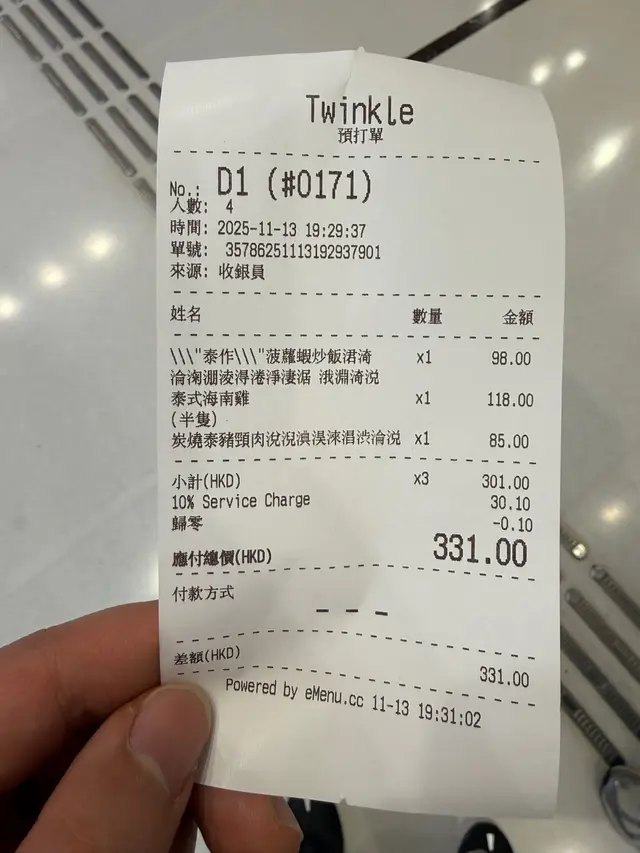 Twinkle
預打單
No.: D1 (#0171)
人數: 4
時間: 2025-11-13 19:29:37
單號: 35786251113192937901
來源: 收銀員
姓名 數量 金額
\\\"泰作\\\"菠蘿蝦炒飯 x1 98.00
泰式海南雞 x1 118.00
(半隻)
炭燒泰豬頸肉 x1 85.00
小計(HKD) x3 301.00
10% Service Charge 30.10
歸零 -0.10
應付總價(HKD) 331.00
付款方式
---
差額(HKD) 331.00
Powered by eMenu.cc 11-13 19:31:02